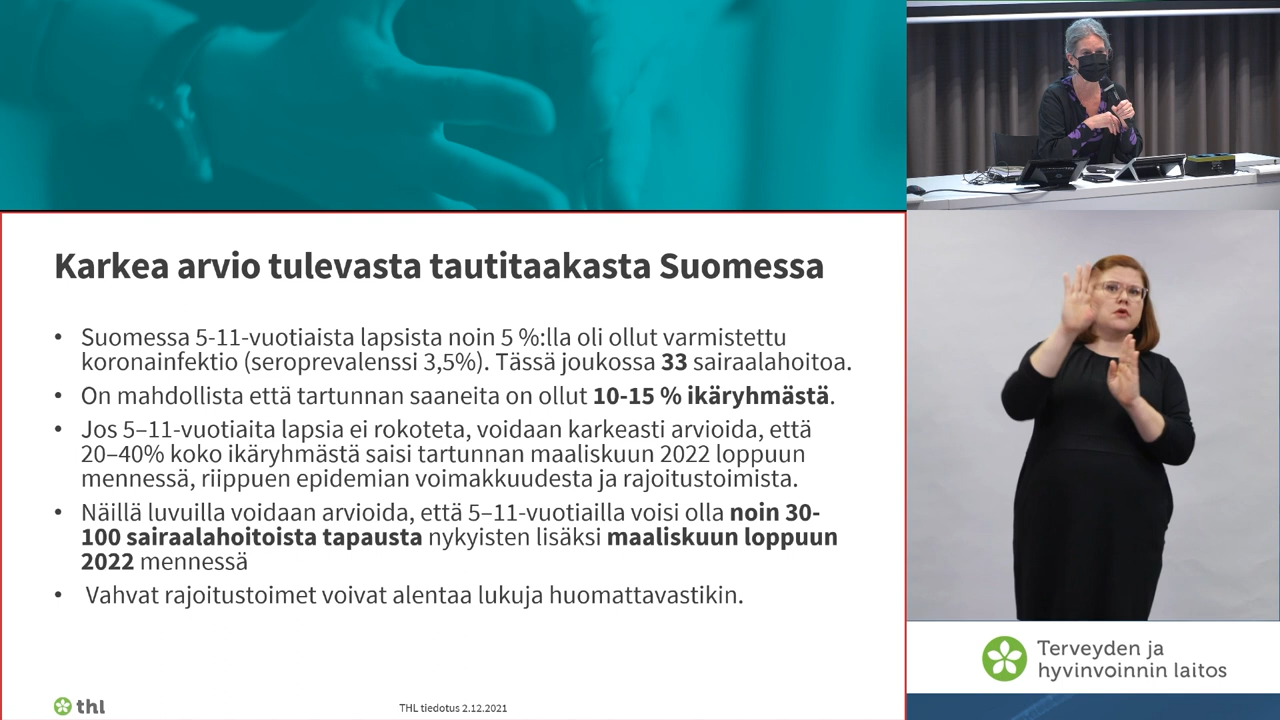 Karkea arvio tulevasta tautitaakasta Suomessa
• Suomessa 5-11-vuotiaista lapsista noin 5 %:lla oli ollut varmistettu
koronainfektio (seroprevalenssi 3,5%). Tässä joukossa 33 sairaalahoitoa.
• On mahdollista että tartunnan saaneita on ollut 10-15 % ikäryhmästä.
• Jos 5–11-vuotiaita lapsia ei rokoteta, voidaan karkeasti arvioida, että
20–40% koko ikäryhmästä saisi tartunnan maaliskuun 2022 loppuun
mennessä, riippuen epidemian voimakkuudesta ja rajoitustoimista.
• Näillä luvuilla voidaan arvioida, että 5–11-vuotiailla voisi olla noin 30-
100 sairaalahoitoista tapausta nykyisten lisäksi maaliskuun loppuun
2022 mennessä
• Vahvat rajoitustoimet voivat alentaa lukuja huomattavastikin.
thl
THL tiedotus 2.12.2021
Terveyden ja
hyvinvoinnin laitos